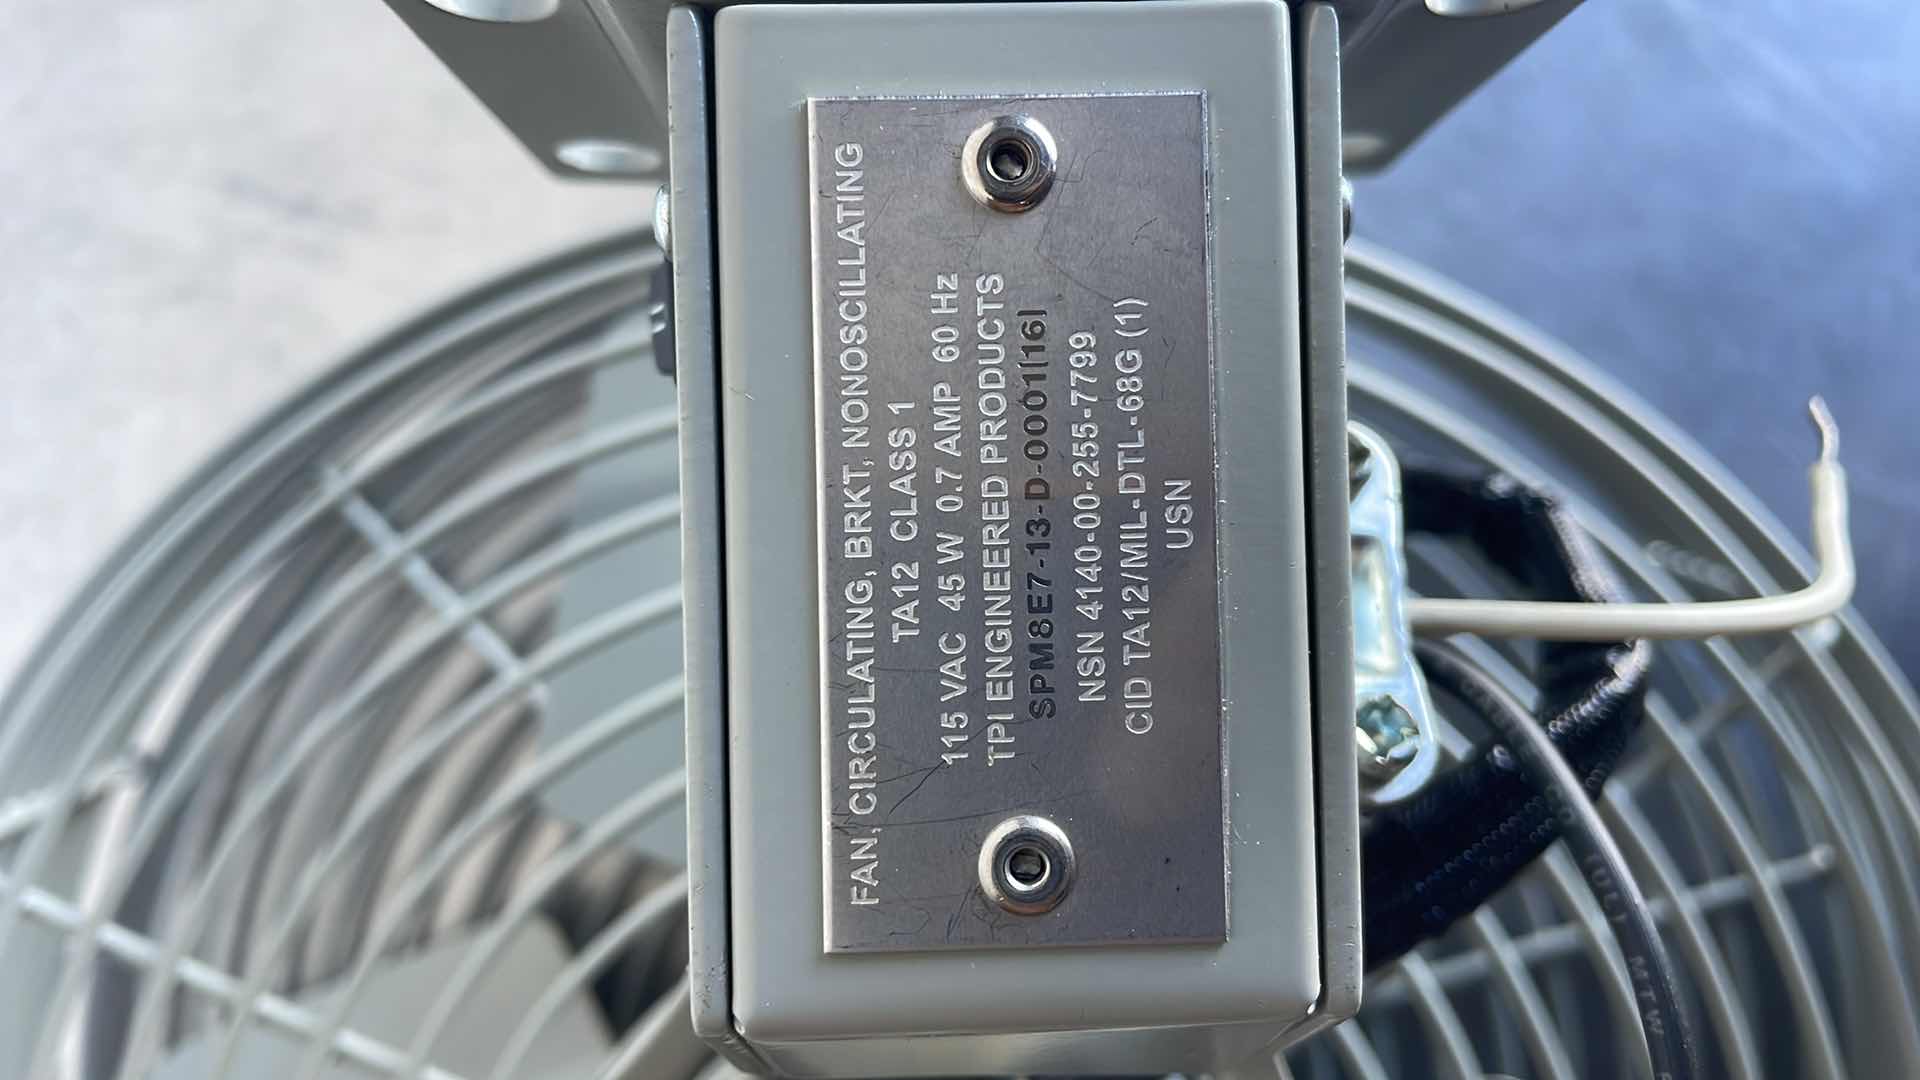 FAN, CIRCULATING, BRKT, NONOSCILLATING
TA12 CLASS 1
115 VAC 45 W 0.7 AMP 60 Hz
TPI ENGINEERED PRODUCTS
SPM8E7-13-D-0001(16)
NSN 4140-00-255-7799
CID TA12/MIL-DTL-68G (1)
USN
MTW